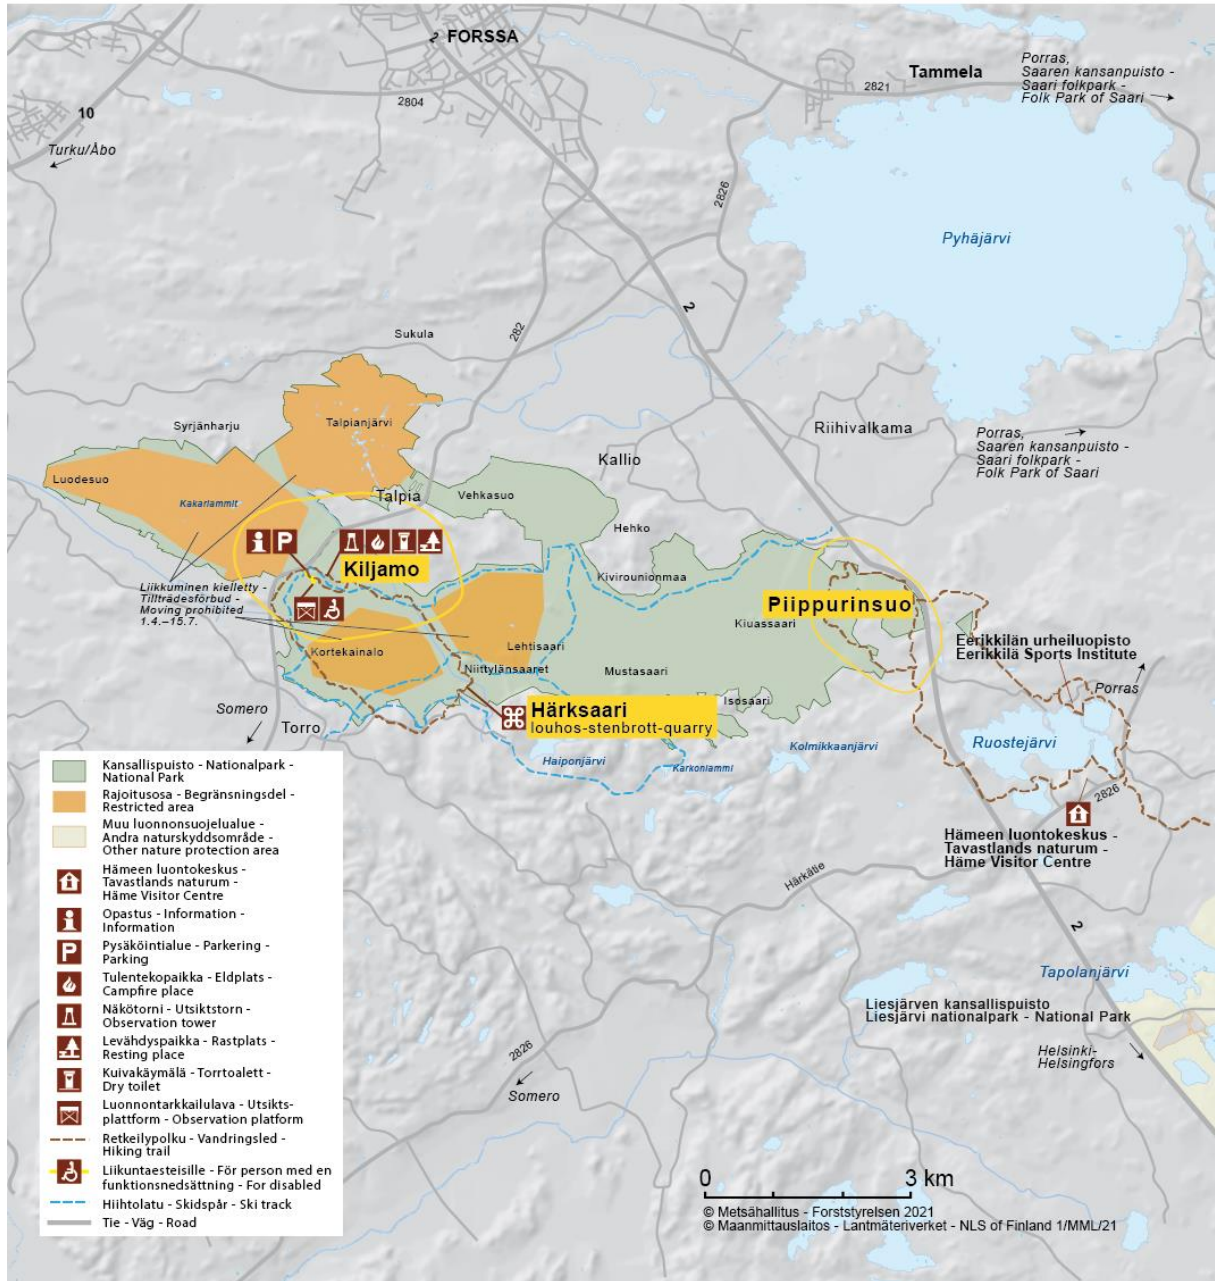 FORSSA
2
Tammela
Porras,
Saaren kansanpuisto -
Saari folkpark -
Folk Park of Saari
2821
2804
10
Turku/Åbo
2826
Pyhäjärvi
2
282
Sukula
Syrjänharju
Talpianjärvi
Riihivalkama
Porras,
Saaren kansanpuisto -
Saari folkpark -
Folk Park of Saari
Kallio
Luodesuo
Kakarlammit
Talpia
Vehkasuo
Hehko
P
Kiljamo
Kivirounionmaa
Liikkuminen kielletty -
Tillträdesförbud -
Moving prohibited
1.4.–15.7.
Piippurinsuo
Kiuassaari
Kortekainalo
Lehtisaari
Niittylänsaaret
Mustasaari
Eerikkilän urheiluopisto
Eerikkilä Sports Institute
Porras
Somero
Torro
Härksaari
louhos-stenbrott-quarry
Isosaari
Kolmikkaanjärvi
Ruostejärvi
Haiponjärvi
Karkonlammi
2826
Hämeen luontokeskus -
Tavastlands naturum -
Häme Visitor Centre
Härkätie
2
Tapolanjärvi
Liesjärven kansallispuisto
Liesjärvi nationalpark - National Park
Helsinki-
Helsingfors
2826
Somero
Kansallispuisto - Nationalpark -
National Park
Rajoitusosa - Begränsningsdel -
Restricted area
Muu luonnonsuojelualue -
Andra naturskyddsområde -
Other nature protection area
Hämeen luontokeskus -
Tavastlands naturum -
Häme Visitor Centre
Opastus - Information -
Information
P
Pysäköintialue - Parkering -
Parking
Tulentekopaikka - Eldplats -
Campfire place
Näkötorni - Utsiktstorn -
Observation tower
Levähdyspaikka - Rastplats -
Resting place
Kuivakäymälä - Torrtoalett -
Dry toilet
Luonnontarkkailulava - Utsikts-
plattform - Observation platform
Retkeilypolku - Vandringsled -
Hiking trail
Liikuntaesteisille - För person med en
funktionsnedsättning - For disabled
Hiihtolatu - Skidspår - Ski track
Tie - Väg - Road
0 3 km
© Metsähallitus - Forststyrelsen 2021
© Maanmittauslaitos - Lantmäteriverket - NLS of Finland 1/MML/21